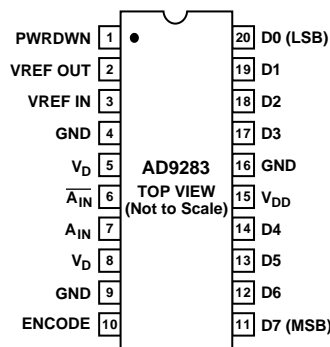 PWRDWN 1 20 D0 (LSB)
VREF OUT 2 19 D1
VREF IN 3 18 D2
GND 4 17 D3
VD 5 AD9283 16 GND
A̅I̅N̅ 6 TOP VIEW 15 VDD
(Not to Scale)
AIN 7 14 D4
VD 8 13 D5
GND 9 12 D6
ENCODE 10 11 D7 (MSB)